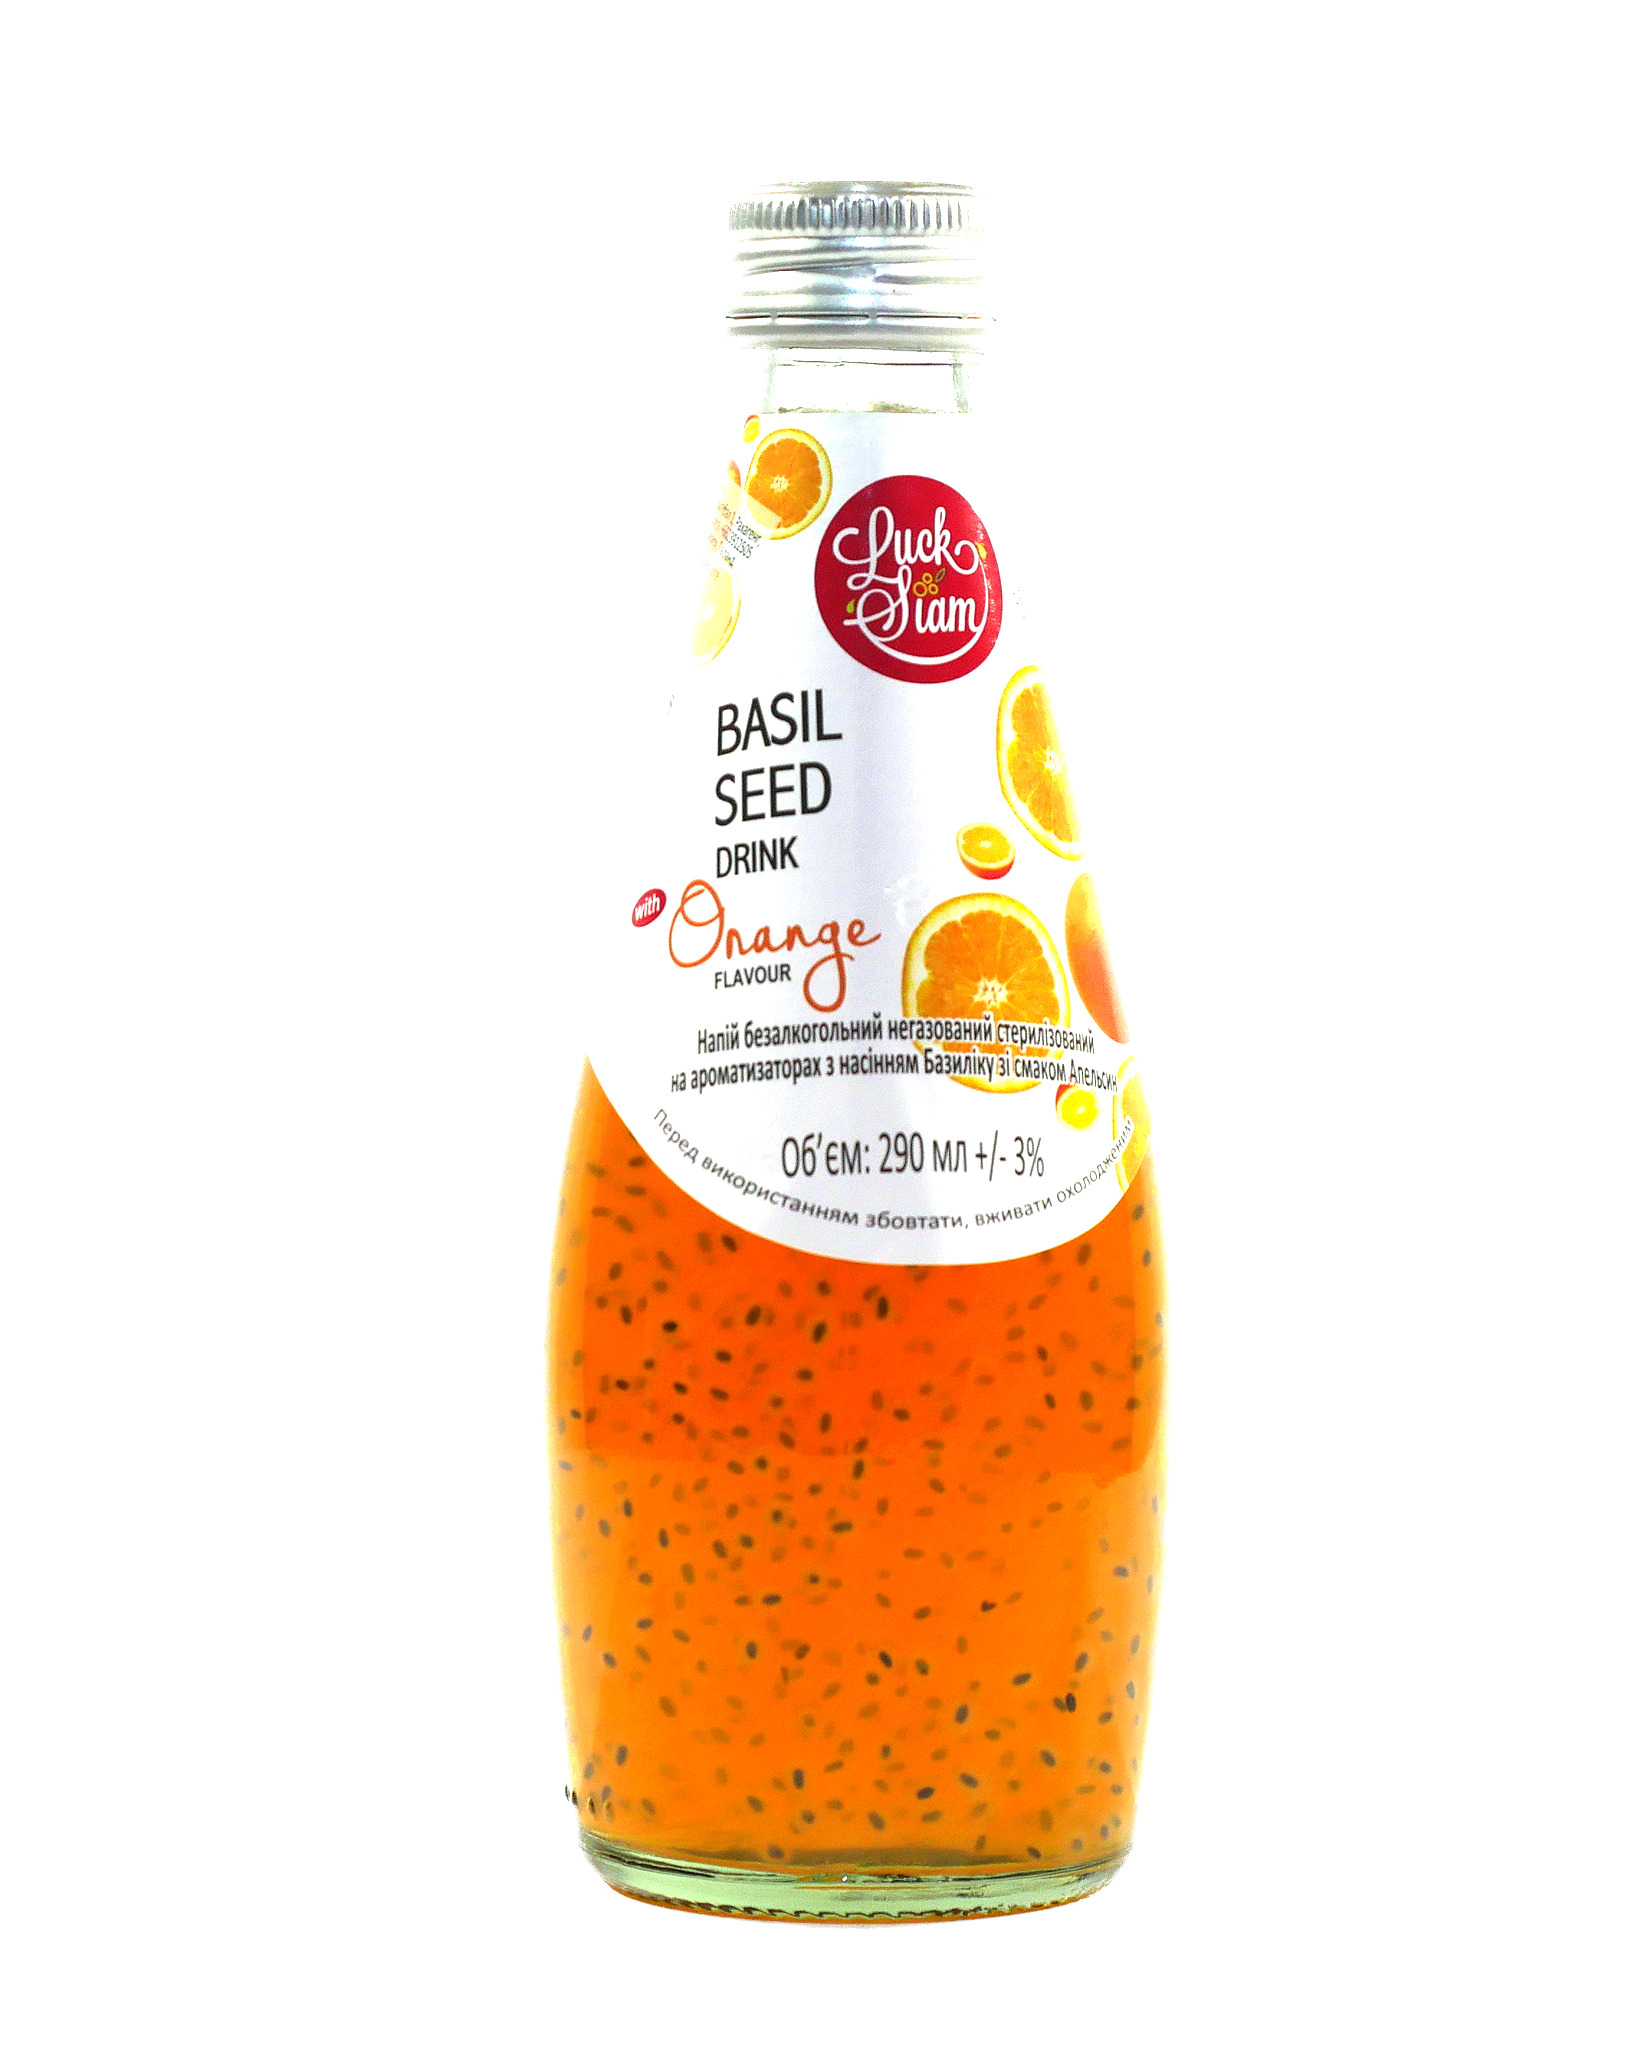 Luck
Siam
BASIL
SEED
DRINK
with Orange
FLAVOUR
Напій безалкогольний негазований стерилізований
на ароматизаторах з насінням Базиліку зі смаком Апельсин
Об’єм: 290 мл +/- 3%
Перед використанням збовтати, вживати охолодженим